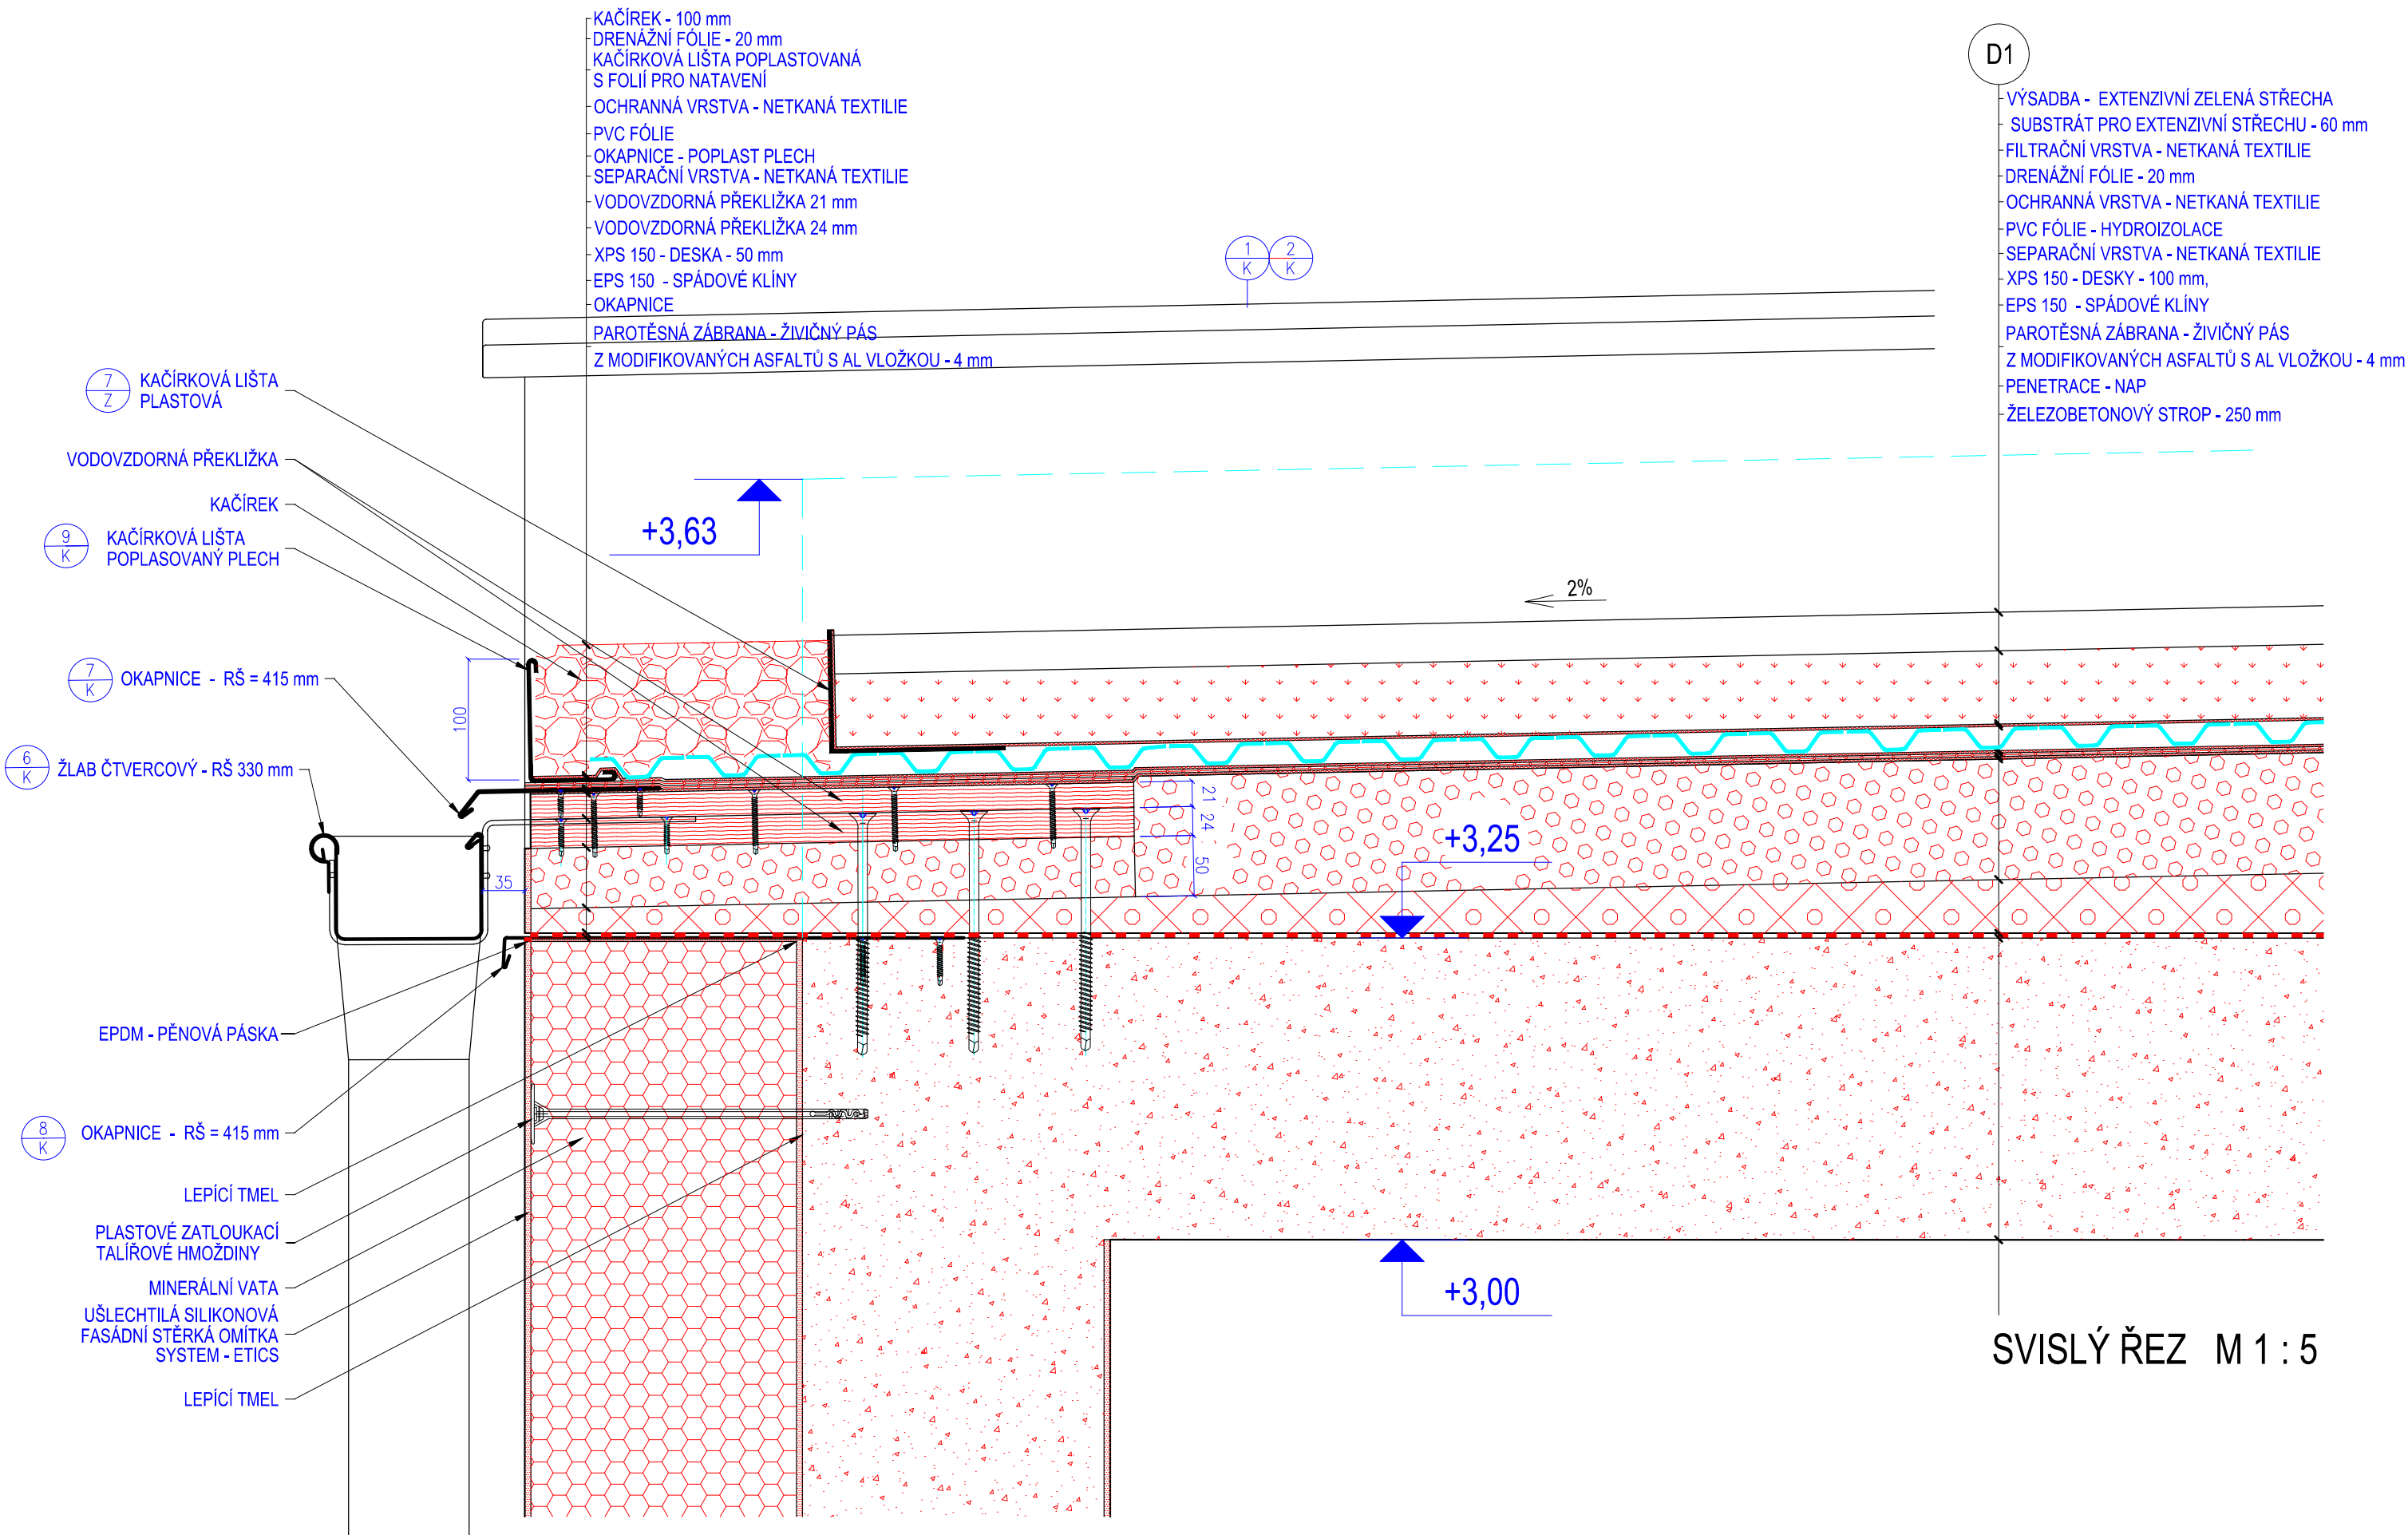 KAČÍREK - 100 mm
DRENÁŽNÍ FÓLIE - 20 mm
KAČÍRKOVÁ LIŠTA POPLASTOVANÁ
S FOLIÍ PRO NATAVENÍ
OCHRANNÁ VRSTVA - NETKANÁ TEXTILIE
PVC FÓLIE
OKAPNICE - POPLAST PLECH
SEPARAČNÍ VRSTVA - NETKANÁ TEXTILIE
VODOVZDORNÁ PŘEKLIŽKA 21 mm
VODOVZDORNÁ PŘEKLIŽKA 24 mm
XPS 150 - DESKA - 50 mm
EPS 150 - SPÁDOVÉ KLÍNY
OKAPNICE
PAROTĚSNÁ ZÁBRANA - ŽIVIČNÝ PÁS
Z MODIFIKOVANÝCH ASFALTŮ S AL VLOŽKOU - 4 mm
D1
VÝSADBA - EXTENZIVNÍ ZELENÁ STŘECHA
SUBSTRÁT PRO EXTENZIVNÍ STŘECHU - 60 mm
FILTRAČNÍ VRSTVA - NETKANÁ TEXTILIE
DRENÁŽNÍ FÓLIE - 20 mm
OCHRANNÁ VRSTVA - NETKANÁ TEXTILIE
PVC FÓLIE - HYDROIZOLACE
SEPARAČNÍ VRSTVA - NETKANÁ TEXTILIE
XPS 150 - DESKY - 100 mm,
EPS 150 - SPÁDOVÉ KLÍNY
PAROTĚSNÁ ZÁBRANA - ŽIVIČNÝ PÁS
Z MODIFIKOVANÝCH ASFALTŮ S AL VLOŽKOU - 4 mm
PENETRACE - NAP
ŽELEZOBETONOVÝ STROP - 250 mm
1
K
2
K
7
Z
KAČÍRKOVÁ LIŠTA
PLASTOVÁ
VODOVZDORNÁ PŘEKLIŽKA
KAČÍREK
9
K
KAČÍRKOVÁ LIŠTA
POPLASOVANÝ PLECH
7
K
OKAPNICE - RŠ = 415 mm
6
K
ŽLAB ČTVERCOVÝ - RŠ 330 mm
EPDM - PĚNOVÁ PÁSKA
8
K
OKAPNICE - RŠ = 415 mm
LEPÍCÍ TMEL
PLASTOVÉ ZATLOUKACÍ
TALÍŘOVÉ HMOŽDINY
MINERÁLNÍ VATA
UŠLECHTILÁ SILIKONOVÁ
FASÁDNÍ STĚRKÁ OMÍTKA
SYSTEM - ETICS
LEPÍCÍ TMEL
+3,63
2%
100
35
21
24
50
+3,25
+3,00
SVISLÝ ŘEZ M 1 : 5